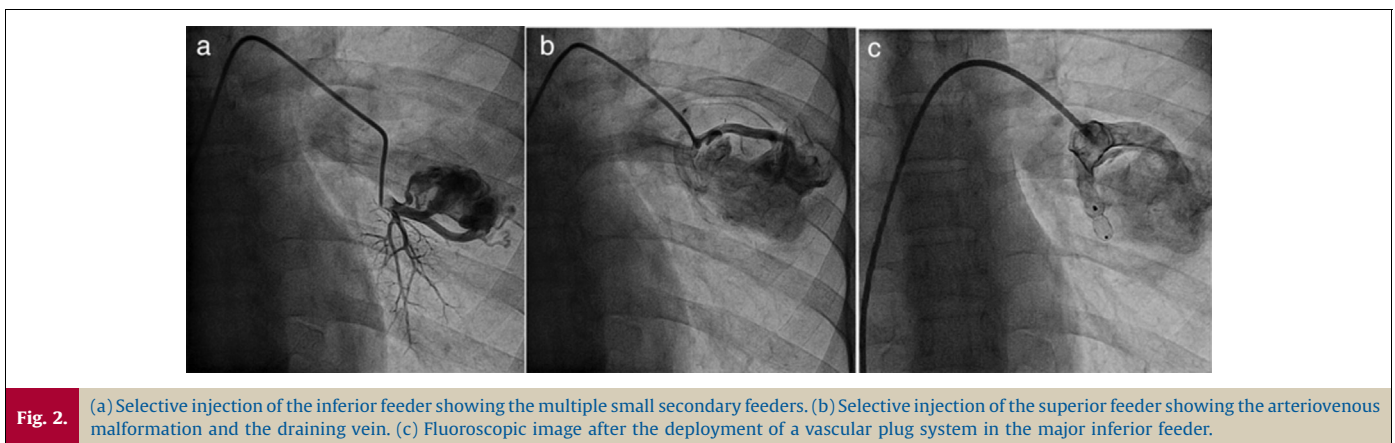 a
b
c
Fig. 2.
(a) Selective injection of the inferior feeder showing the multiple small secondary feeders. (b) Selective injection of the superior feeder showing the arteriovenous
malformation and the draining vein. (c) Fluoroscopic image after the deployment of a vascular plug system in the major inferior feeder.